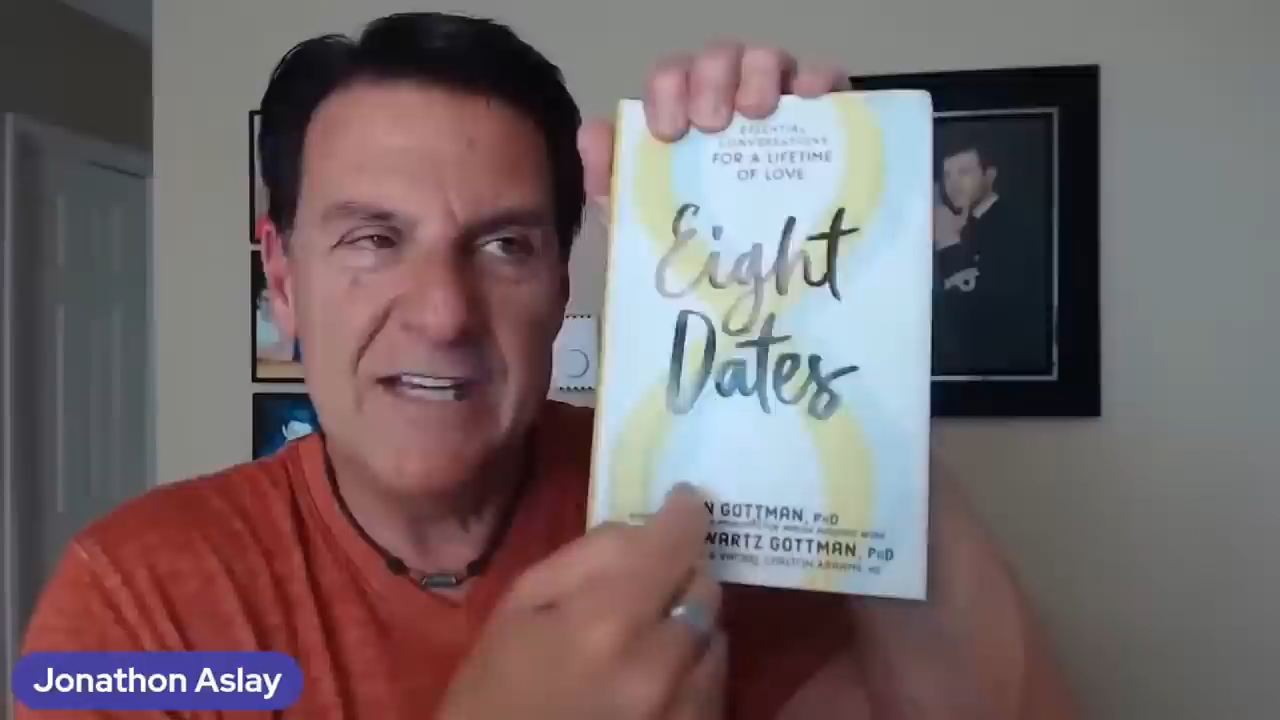 ESSENTIAL
CONVERSATIONS
FOR A LIFETIME
OF LOVE
Eight
Dates
N GOTTMAN, PhD
WARTZ GOTTMAN, PhD
Jonathon Aslay